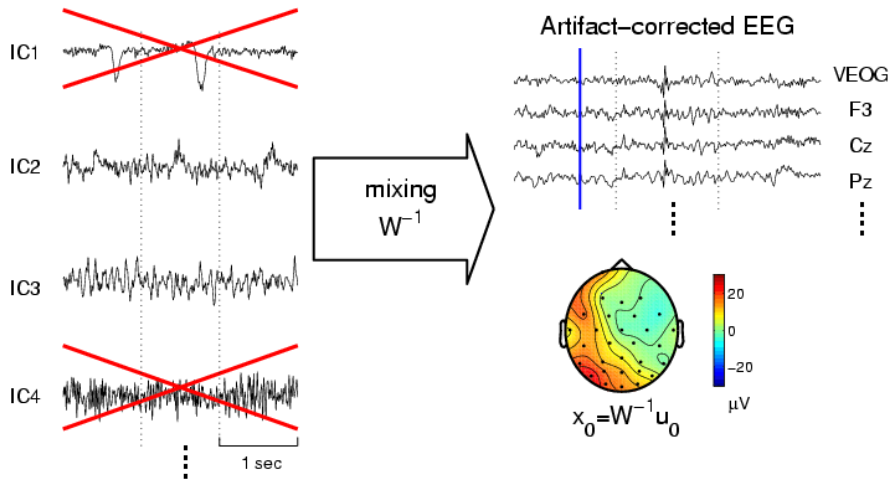 IC1
IC2
IC3
IC4
1 sec
mixing
W⁻¹
Artifact–corrected EEG
VEOG
F3
Cz
Pz
20
0
−20
μV
x₀=W⁻¹u₀